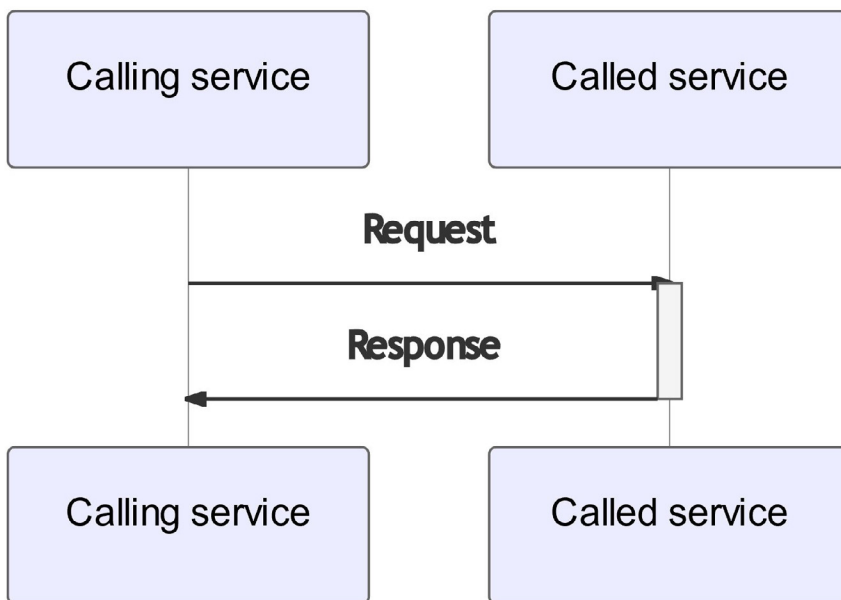 Calling service
Called service
Request
Response
Calling service
Called service